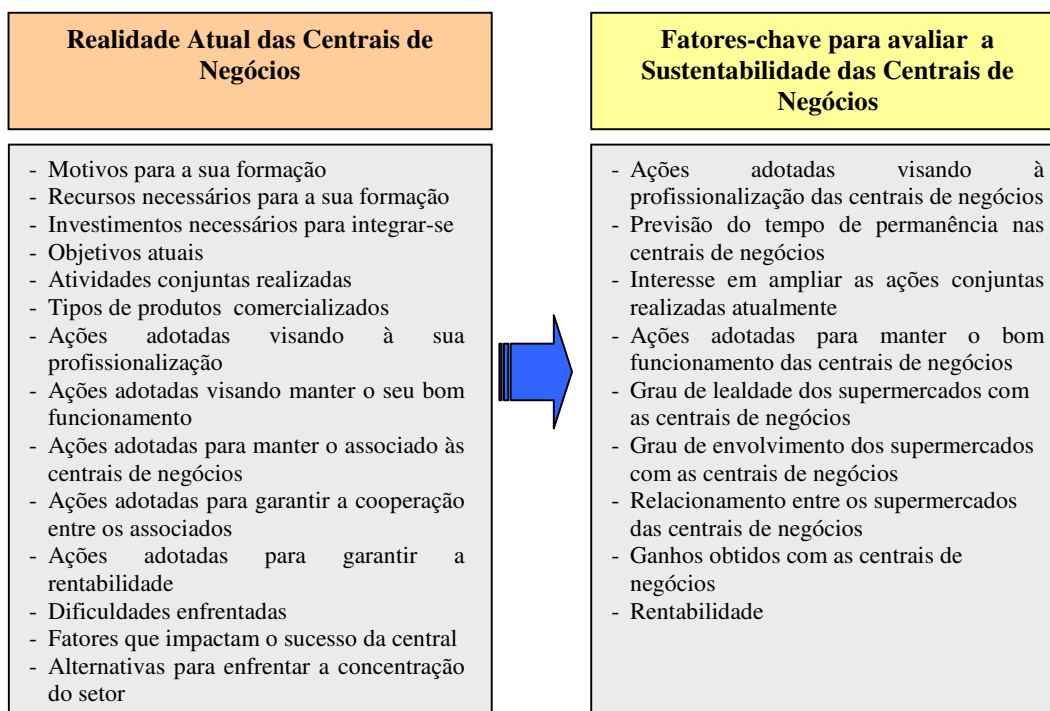 Realidade Atual das Centrais de
Negócios
- Motivos para a sua formação
- Recursos necessários para a sua formação
- Investimentos necessários para integrar-se
- Objetivos atuais
- Atividades conjuntas realizadas
- Tipos de produtos comercializados
- Ações adotadas visando à sua
profissionalização
- Ações adotadas visando manter o seu bom
funcionamento
- Ações adotadas para manter o associado às
centrais de negócios
- Ações adotadas para garantir a cooperação
entre os associados
- Ações adotadas para garantir a
rentabilidade
- Dificuldades enfrentadas
- Fatores que impactam o sucesso da central
- Alternativas para enfrentar a concentração
do setor
Fatores-chave para avaliar a
Sustentabilidade das Centrais de
Negócios
- Ações adotadas visando à
profissionalização das centrais de negócios
- Previsão do tempo de permanência nas
centrais de negócios
- Interesse em ampliar as ações conjuntas
realizadas atualmente
- Ações adotadas para manter o bom
funcionamento das centrais de negócios
- Grau de lealdade dos supermercados com
as centrais de negócios
- Grau de envolvimento dos supermercados
com as centrais de negócios
- Relacionamento entre os supermercados
das centrais de negócios
- Ganhos obtidos com as centrais de
negócios
- Rentabilidade